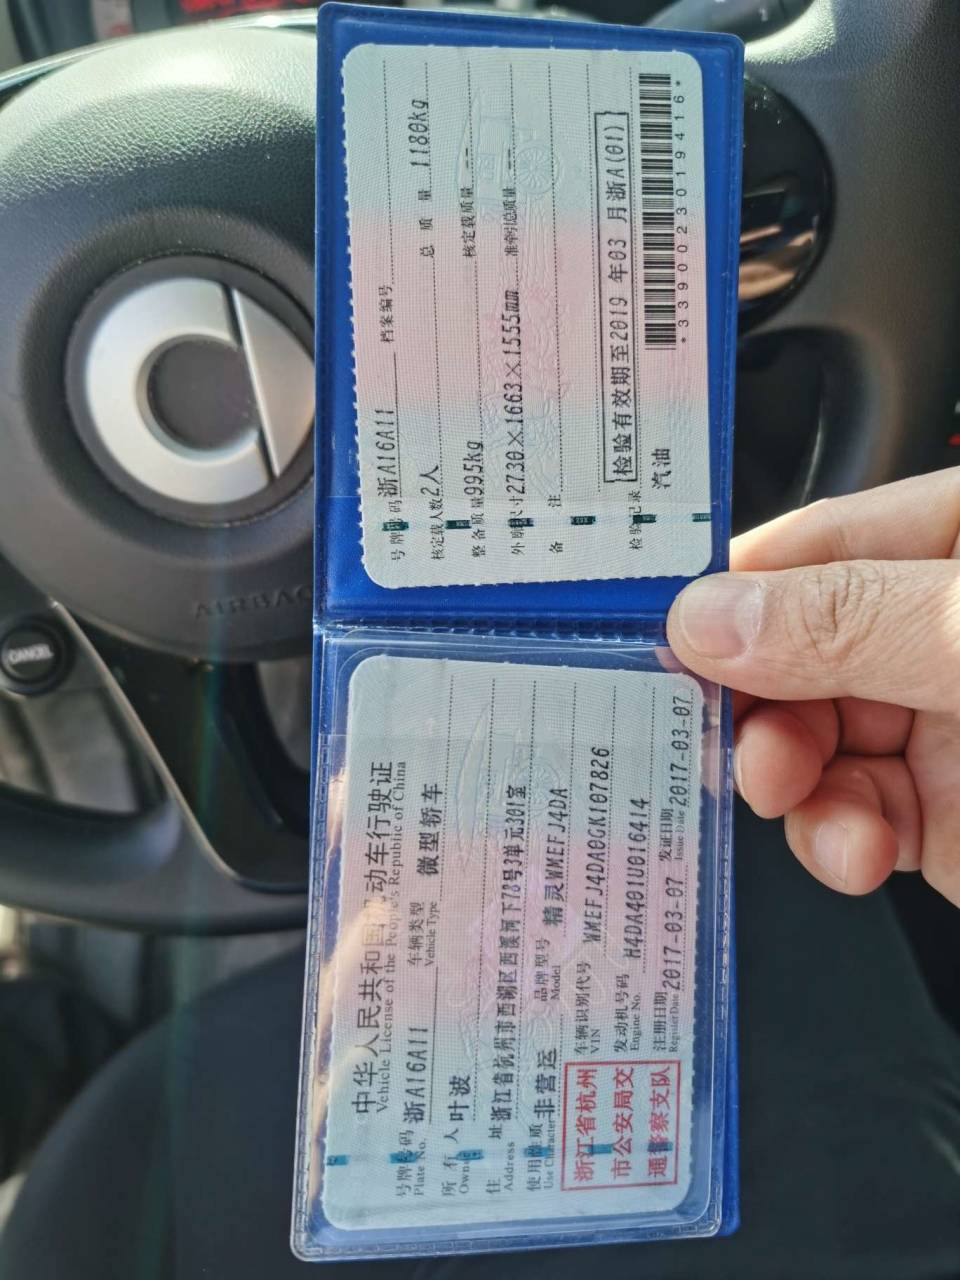 中华人民共和国机动车行驶证
Vehicle License of the People's Republic of China
号牌号码 浙A16A11 车辆类型 微型轿车
Plate No. Vehicle Type
所有人 叶波
Owner
住址 浙江省杭州市西湖区西溪河下78号3单元301室
Address
使用性质 非营运 品牌型号 精灵WMEFJ4DA
Use Character Model
浙江省杭州
市公安局交
通警察支队
车辆识别代号 WMEFJ4DA0GK107826
VIN
发动机号码 H4DA401U016414
Engine No.
注册日期 2017-03-07 发证日期 2017-03-07
Register Date Issue Date
号牌号码 浙A16A11 档案编号
核定载人数 2人 总质量 1180kg
整备质量 995kg 核定载质量 --
外廓尺寸 2730×1663×1555mm 准牵引总质量 --
备注
检验有效期至2019 年03 月浙A(01)
检验记录
汽油
*3390023019416*
AIRBAG
CANCEL